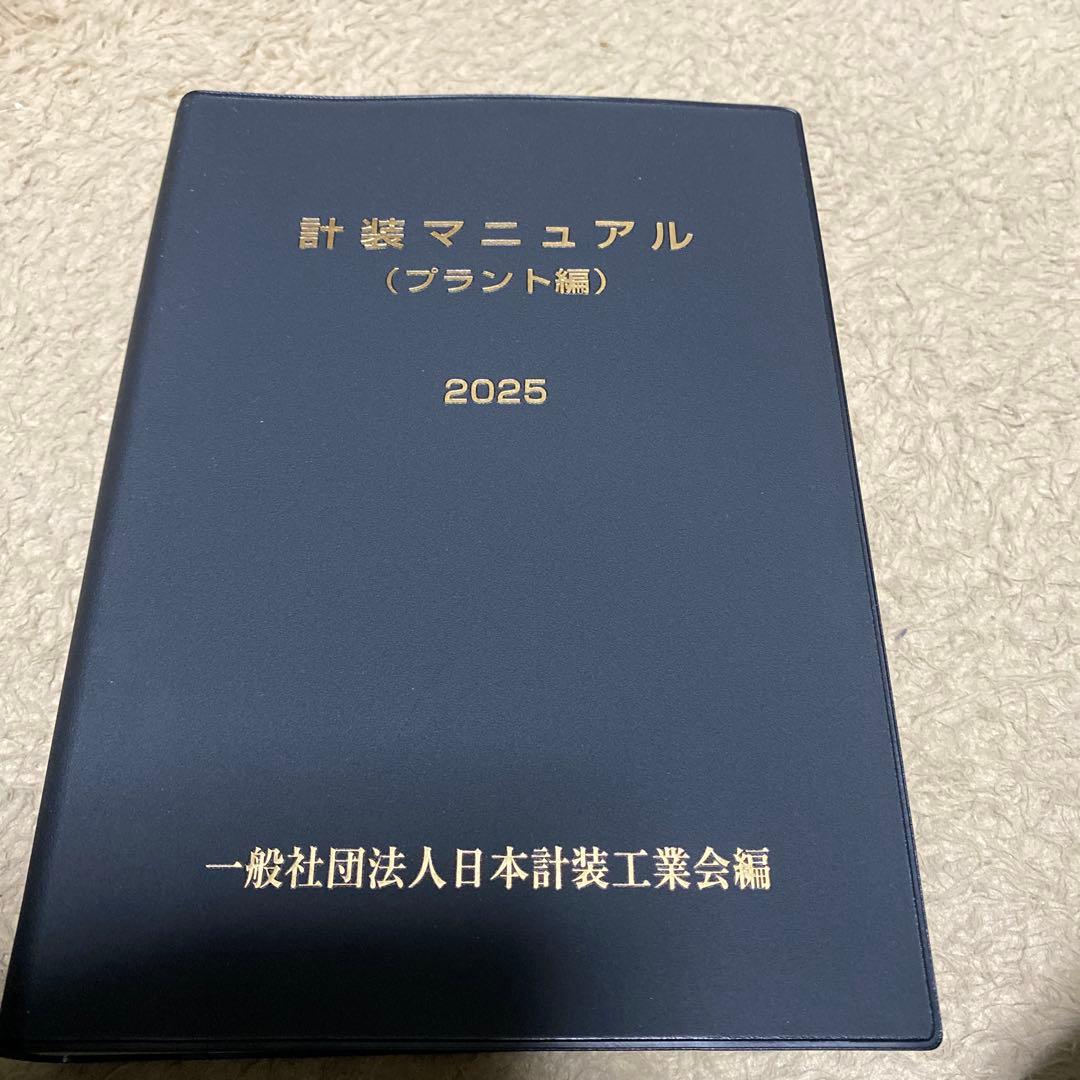 計装マニュアル
（プラント編）
2025
一般社団法人日本計装工業会編